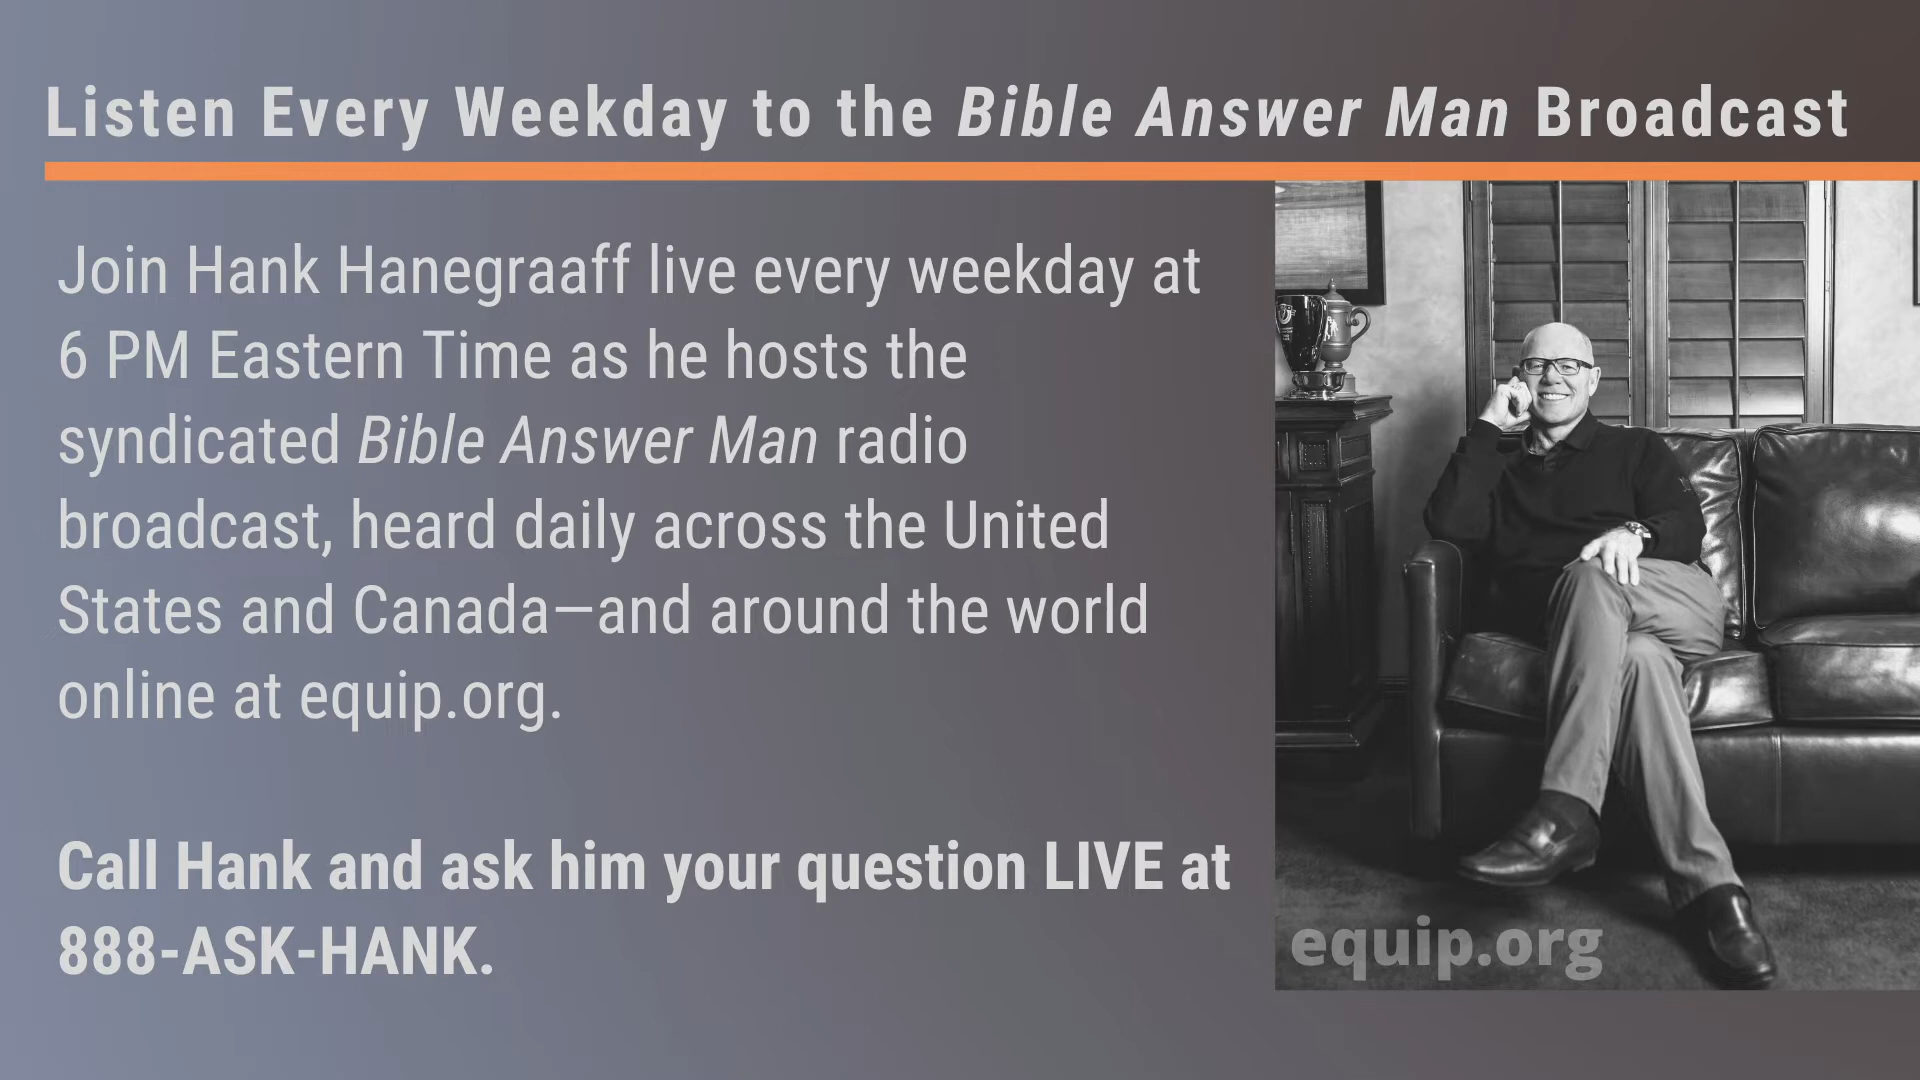 Listen Every Weekday to the Bible Answer Man Broadcast
Join Hank Hanegraaff live every weekday at
6 PM Eastern Time as he hosts the
syndicated Bible Answer Man radio
broadcast, heard daily across the United
States and Canada—and around the world
online at equip.org.
Call Hank and ask him your question LIVE at
888-ASK-HANK.
equip.org